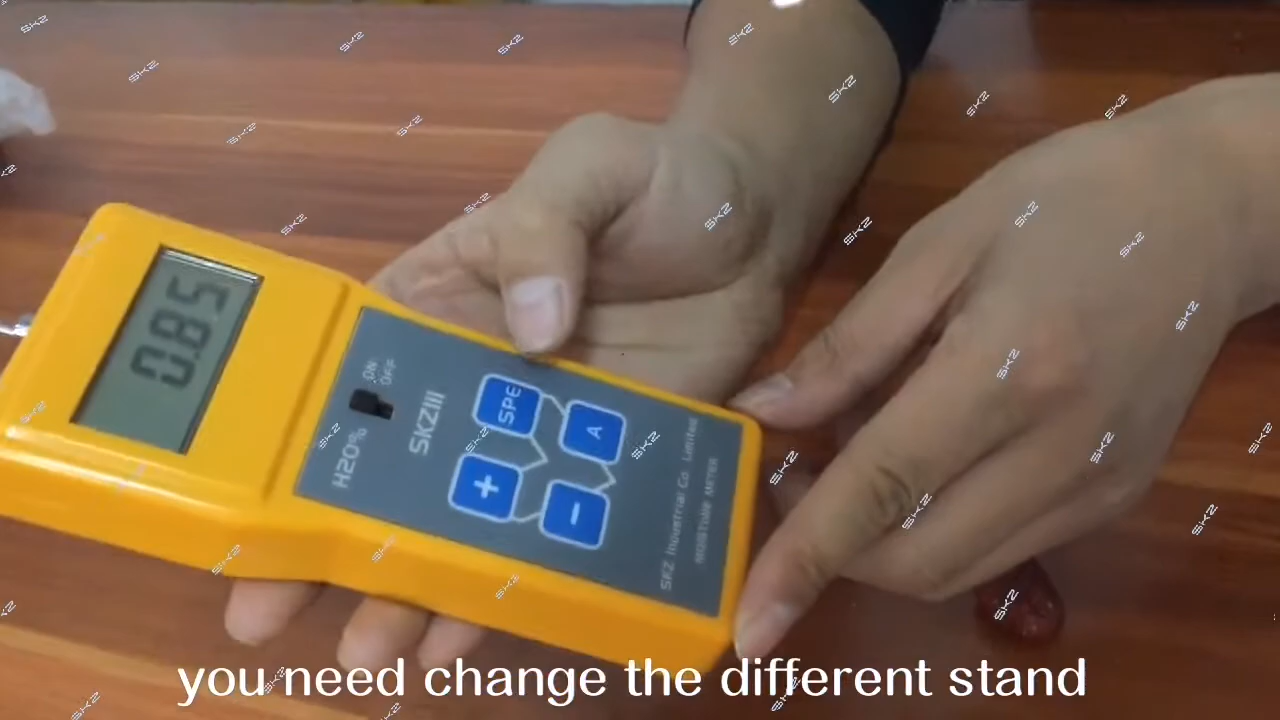 0.85
ON
OFF
H2O%
SKZIII
SPE
A
+
-
SKZ Industrial Co. Limited
MOISTURE METER
SKZ
you need change the different stand